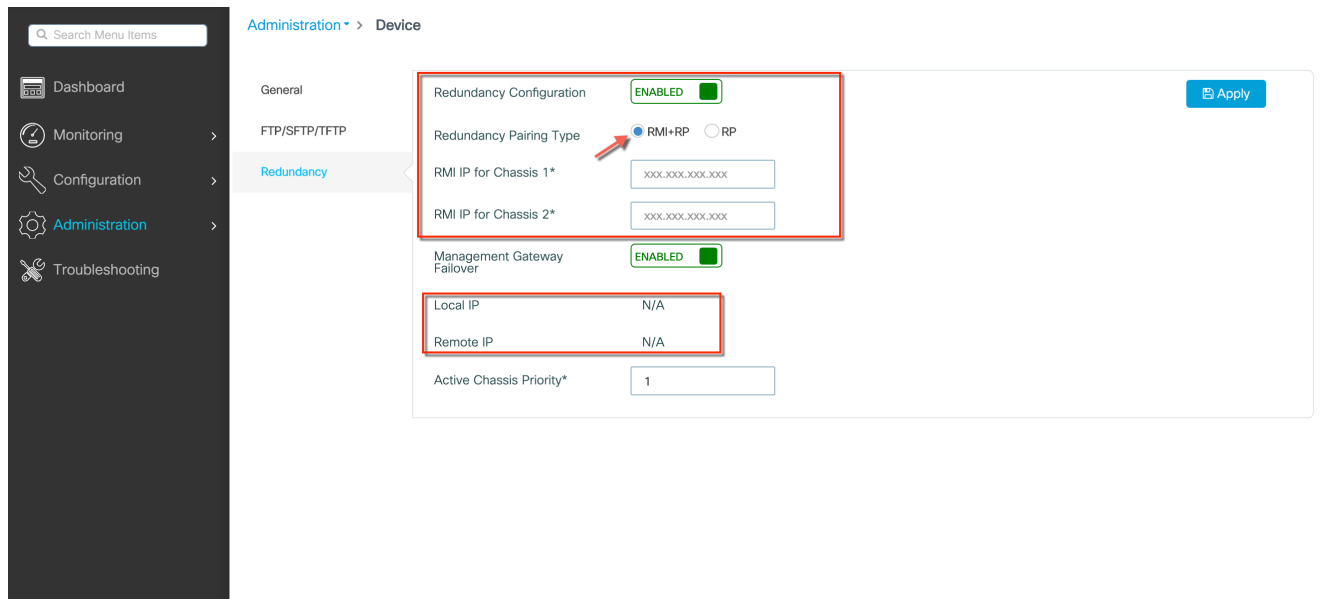 Search Menu Items
Dashboard
Monitoring
Configuration
Administration
Troubleshooting
Administration > Device
General
FTP/SFTP/TFTP
Redundancy
Redundancy Configuration ENABLED
Redundancy Pairing Type RMI+RP RP
RMI IP for Chassis 1* xxx.xxx.xxx.xxx
RMI IP for Chassis 2* xxx.xxx.xxx.xxx
Management Gateway
Failover ENABLED
Local IP N/A
Remote IP N/A
Active Chassis Priority* 1
Apply